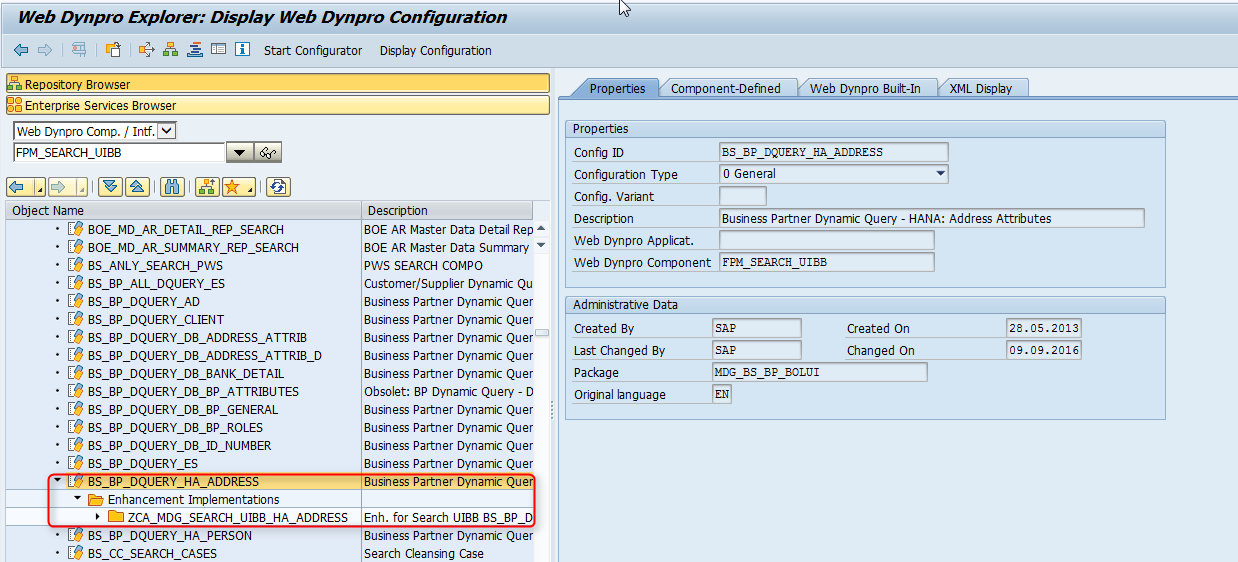 Web Dynpro Explorer: Display Web Dynpro Configuration
Start Configurator Display Configuration
Repository Browser
Enterprise Services Browser
Web Dynpro Comp. / Intf.
FPM_SEARCH_UIBB
Object Name Description
BOE_MD_AR_DETAIL_REP_SEARCH BOE AR Master Data Detail Rep
BOE_MD_AR_SUMMARY_REP_SEARCH BOE AR Master Data Summary
BS_ANLY_SEARCH_PWS PWS SEARCH COMPO
BS_BP_ALL_DQUERY_ES Customer/Supplier Dynamic Qu
BS_BP_DQUERY_AD Business Partner Dynamic Quer
BS_BP_DQUERY_CLIENT Business Partner Dynamic Quer
BS_BP_DQUERY_DB_ADDRESS_ATTRIB Business Partner Dynamic Quer
BS_BP_DQUERY_DB_ADDRESS_ATTRIB_D Business Partner Dynamic Quer
BS_BP_DQUERY_DB_BANK_DETAIL Business Partner Dynamic Quer
BS_BP_DQUERY_DB_BP_ATTRIBUTES Obsolet: BP Dynamic Query - D
BS_BP_DQUERY_DB_BP_GENERAL Business Partner Dynamic Quer
BS_BP_DQUERY_DB_BP_ROLES Business Partner Dynamic Quer
BS_BP_DQUERY_DB_ID_NUMBER Business Partner Dynamic Quer
BS_BP_DQUERY_ES Business Partner Dynamic Quer
BS_BP_DQUERY_HA_ADDRESS Business Partner Dynamic Quer
Enhancement Implementations
ZCA_MDG_SEARCH_UIBB_HA_ADDRESS Enh. for Search UIBB BS_BP_D
BS_BP_DQUERY_HA_PERSON Business Partner Dynamic Quer
BS_CC_SEARCH_CASES Search Cleansing Case
Properties Component-Defined Web Dynpro Built-In XML Display
Properties
Config ID BS_BP_DQUERY_HA_ADDRESS
Configuration Type 0 General
Config. Variant
Description Business Partner Dynamic Query - HANA: Address Attributes
Web Dynpro Applicat.
Web Dynpro Component FPM_SEARCH_UIBB
Administrative Data
Created By SAP Created On 28.05.2013
Last Changed By SAP Changed On 09.09.2016
Package MDG_BS_BP_BOLUI
Original language EN